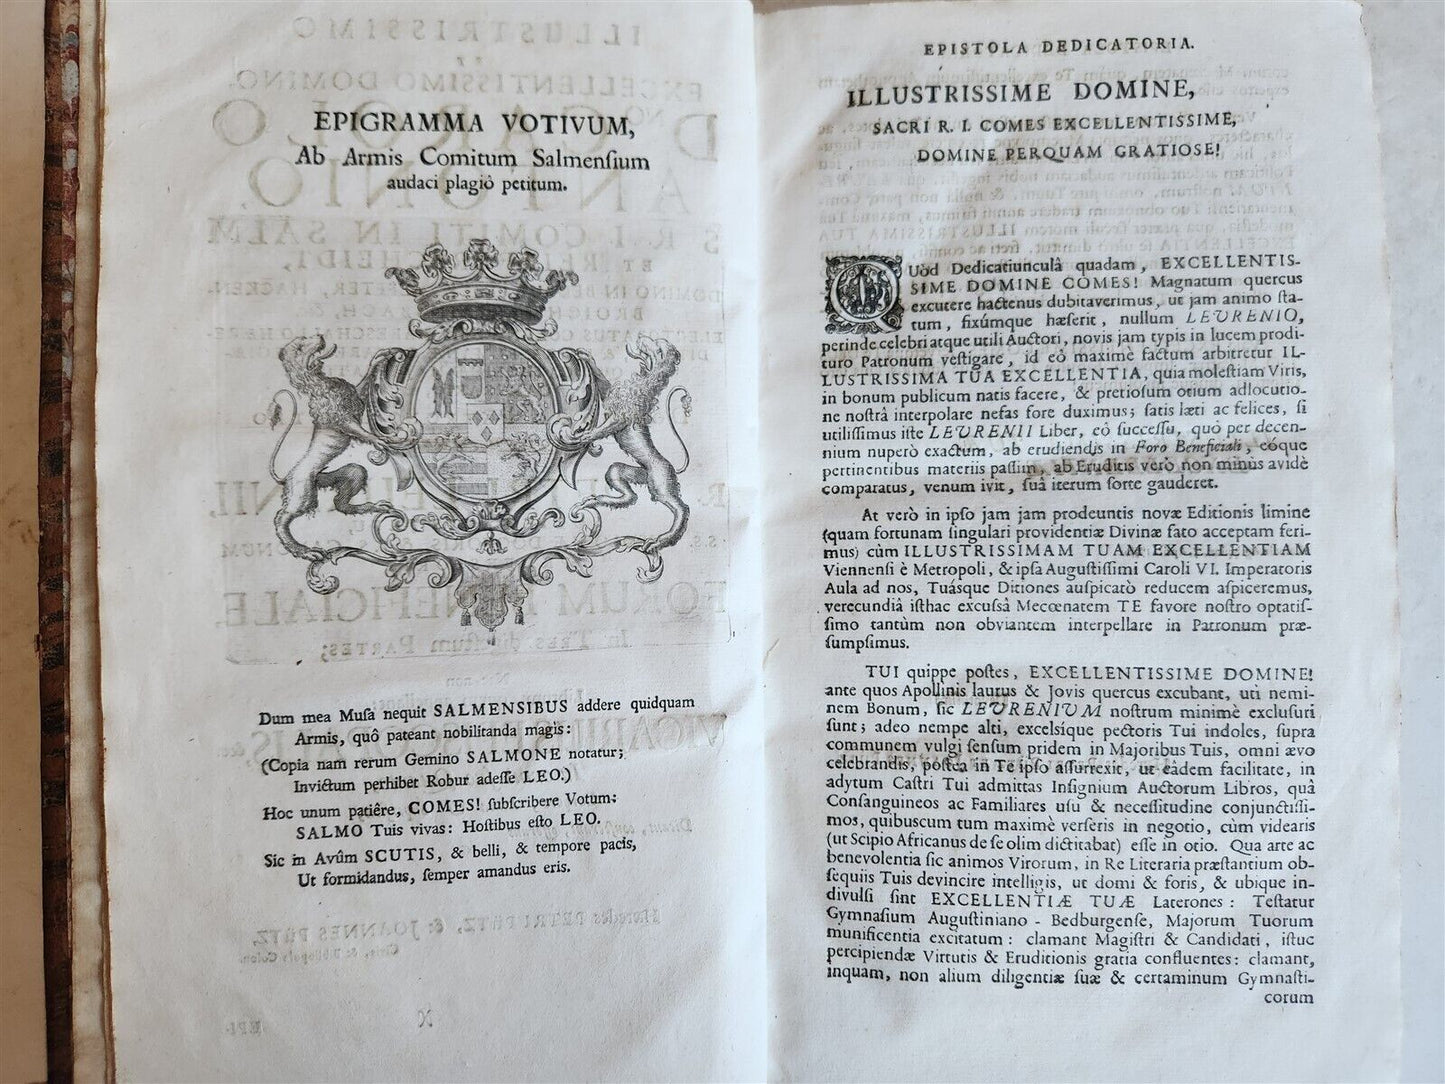 EPIGRAMMA VOTIVUM,
Ab Armis Comitum Salmenſium
audaci plagiô petitum.
Dum mea Muſa nequit SALMENSIBUS addere quidquam
Armis, quô pateant nobilitanda magis:
(Copia nam rerum Gemino SALMONE notatur;
Invictum perhibet Robur adeſſe LEO.)
Hoc unum patiêre, COMES! ſubſcribere Votum:
SALMO Tuis vivas: Hoſtibus eſto LEO.
Sic in Avûm SCUTIS, & belli, & tempore pacis,
Ut formidandus, ſemper amandus eris.
EPISTOLA DEDICATORIA.
ILLUSTRISSIME DOMINE,
SACRI R. I. COMES EXCELLENTISSIME,
DOMINE PERQUAM GRATIOSE!
QUòd Dedicatiunculâ quadam, EXCELLENTIS-
SIME DOMINE COMES! Magnatum quercus
excutere hactenus dubitaverimus, ut jam animo ſta-
tum, fixúmque hæſerit, nullum LEURENIO,
perinde celebri atque utili Auctori, novis jam typis in lucem prodi-
turo Patronum veſtigare, id eò maximè factum arbitretur IL-
LUSTRISSIMA TUA EXCELLENTIA, quia moleſtiam Viris,
in bonum publicum natis facere, & pretioſum otium adlocutio-
ne noſtrâ interpolare nefas fore duximus; ſatis læti ac felices, ſi
utiliſſimus iſte LEURENII Liber, eò ſucceſſu, quò per decen-
nium nuperò exactum, ab erudiendis in Foro Beneficiali, eóque
pertinentibus materiis paſſim, ab Eruditis verò non minùs avidè
comparatus, venum ivit, ſuâ iterum ſorte gauderet.
At verò in ipſo jam jam prodeuntis novæ Editionis limine
(quam fortunam ſingulari providentiæ Divinæ fato acceptam feri-
mus) cùm ILLUSTRISSIMAM TUAM EXCELLENTIAM
Viennenſi è Metropoli, & ipſa Auguſtiſſimi Caroli VI. Imperatoris
Aula ad nos, Tuásque Ditiones auſpicatò reducem aſpiceremus,
verecundiâ iſthac excuſsâ Mecœnatem TE favore noſtro optatiſ-
ſimo tantùm non obviantem interpellare in Patronum præ-
ſumpſimus.
TUI quippe poſtes, EXCELLENTISSIME DOMINE!
ante quos Apollinis laurus & Jovis quercus excubant, uti nemi-
nem Bonum, ſic LEURENIUM noſtrum minimè excluſuri
ſunt; adeo nempe alti, excelſique pectoris Tui indoles, ſupra
communem vulgi ſenſum pridem in Majoribus Tuis, omni ævo
celebrandis, poſtea in Te ipſo aſſurrexit, ut eâdem facilitate, in
adytum Caſtri Tui admittas Inſignium Auctorum Libros, quâ
Conſanguineos ac Familiares uſu & neceſſitudine conjunctiſſi-
mos, quibuscum tum maximè verſeris in negotio, cùm videaris
(ut Scipio Africanus de ſe olim dictitabat) eſſe in otio. Qua arte ac
benevolentia ſic animos Virorum, in Re Literaria præſtantium ob-
ſequiis Tuis devincire intelligis, ut domi & foris, & ubique in-
divulſi ſint EXCELLENTIÆ TUÆ Laterones: Teſtatur
Gymnaſium Auguſtiniano - Bedburgenſe, Majorum Tuorum
munificentia excitatum: clamant Magiſtri & Candidati, iſtuc
percipiendæ Virtutis & Eruditionis gratia confluentes: clamant,
inquam, non alium diligentiæ ſuæ & certaminum Gymnaſti-
corum